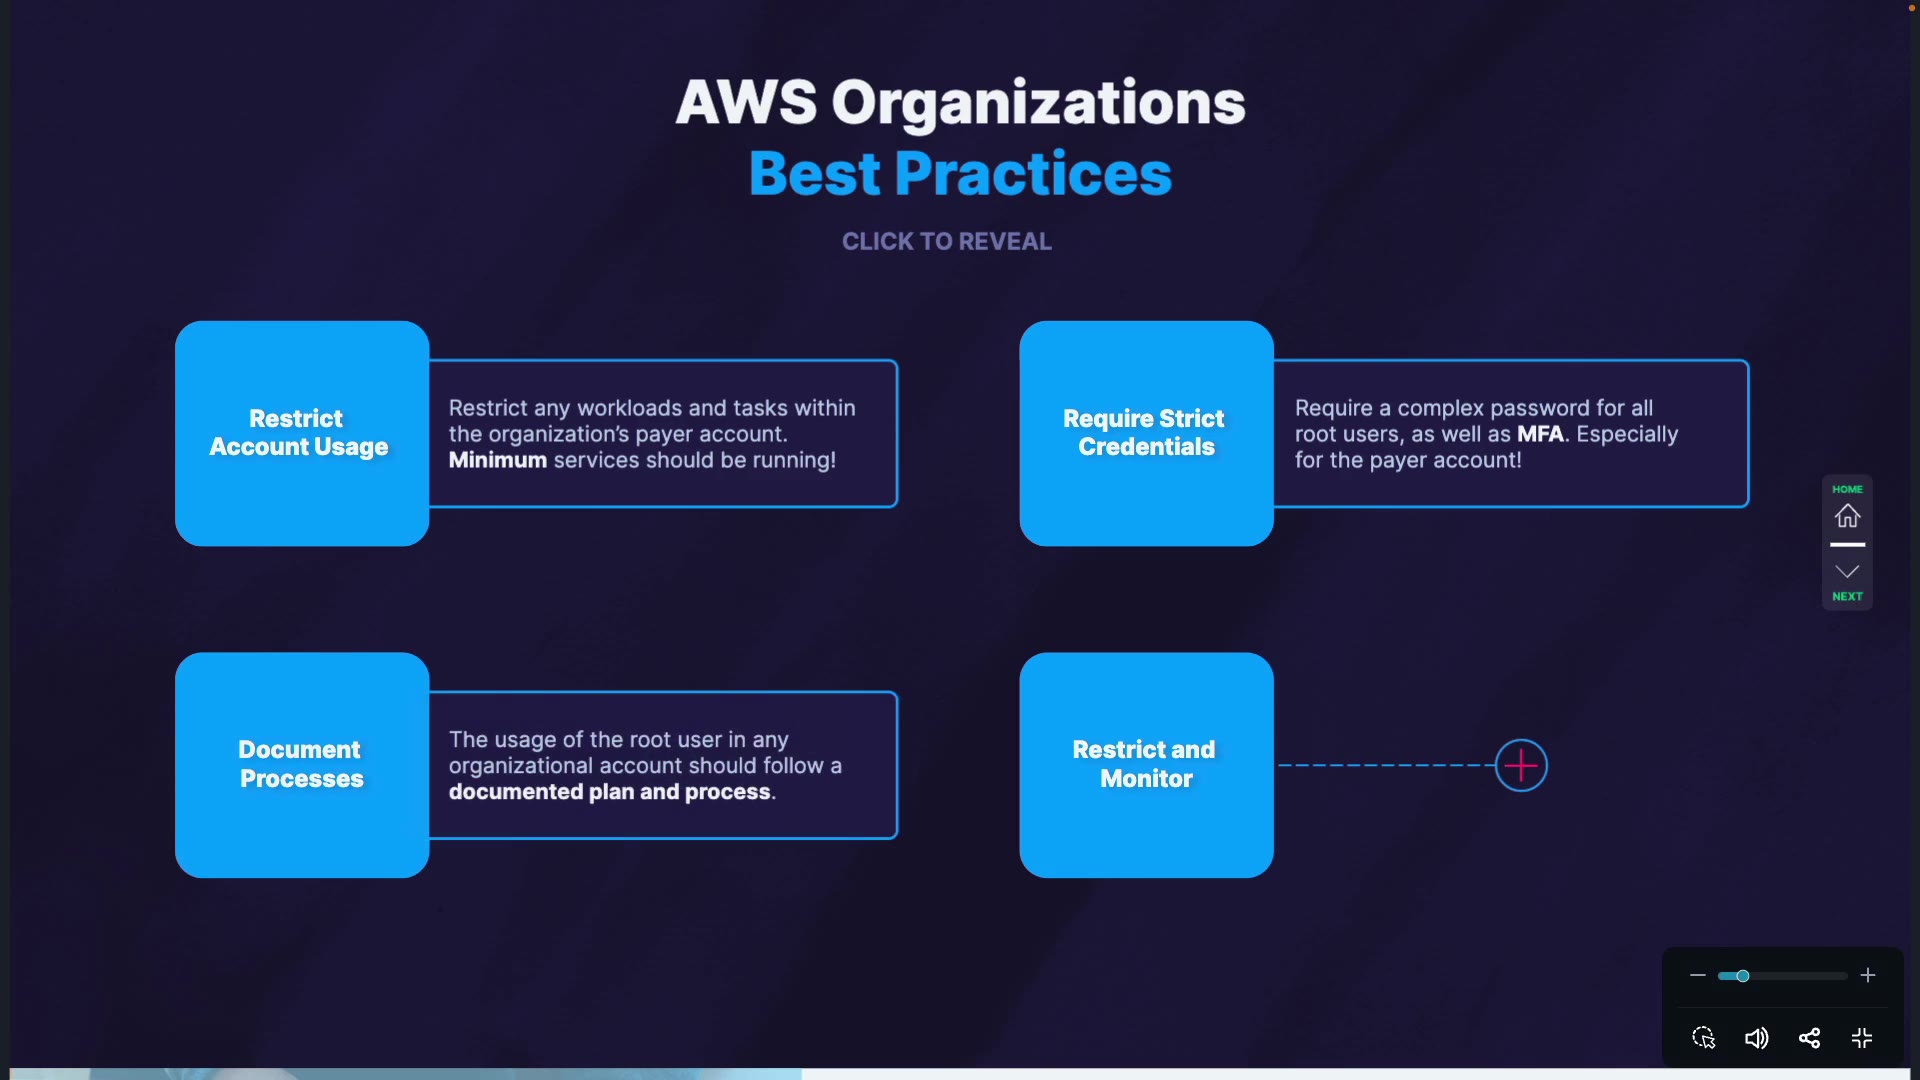 AWS Organizations
Best Practices
CLICK TO REVEAL
Restrict
Account Usage
Restrict any workloads and tasks within
the organization's payer account.
Minimum services should be running!
Require Strict
Credentials
Require a complex password for all
root users, as well as MFA. Especially
for the payer account!
HOME
NEXT
Document
Processes
The usage of the root user in any
organizational account should follow a
documented plan and process.
Restrict and
Monitor